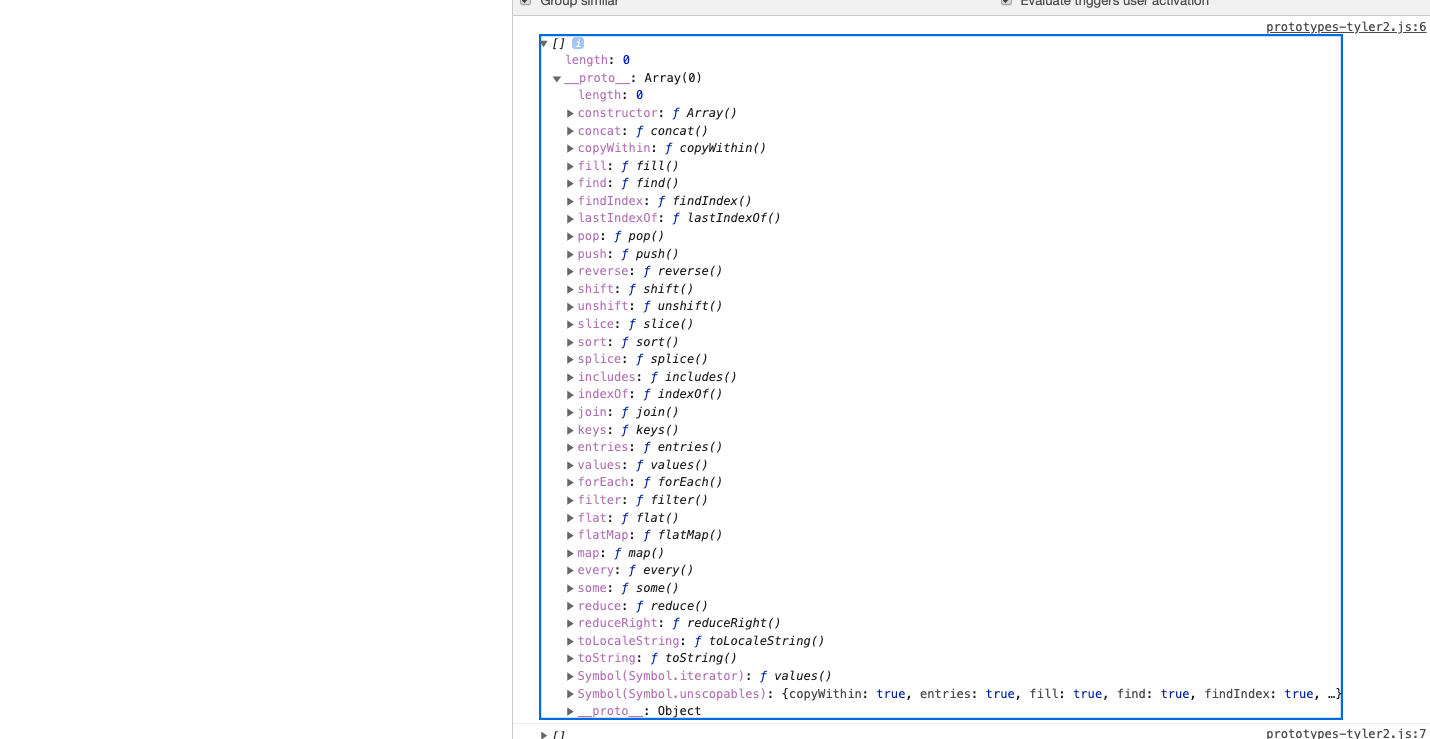 Group similar
Evaluate triggers user activation
prototypes-tyler2.js:6
[] i
length: 0
__proto__: Array(0)
length: 0
constructor: ƒ Array()
concat: ƒ concat()
copyWithin: ƒ copyWithin()
fill: ƒ fill()
find: ƒ find()
findIndex: ƒ findIndex()
lastIndexOf: ƒ lastIndexOf()
pop: ƒ pop()
push: ƒ push()
reverse: ƒ reverse()
shift: ƒ shift()
unshift: ƒ unshift()
slice: ƒ slice()
sort: ƒ sort()
splice: ƒ splice()
includes: ƒ includes()
indexOf: ƒ indexOf()
join: ƒ join()
keys: ƒ keys()
entries: ƒ entries()
values: ƒ values()
forEach: ƒ forEach()
filter: ƒ filter()
flat: ƒ flat()
flatMap: ƒ flatMap()
map: ƒ map()
every: ƒ every()
some: ƒ some()
reduce: ƒ reduce()
reduceRight: ƒ reduceRight()
toLocaleString: ƒ toLocaleString()
toString: ƒ toString()
Symbol(Symbol.iterator): ƒ values()
Symbol(Symbol.unscopables): {copyWithin: true, entries: true, fill: true, find: true, findIndex: true, …}
__proto__: Object
[]
prototypes-tyler2.js:7